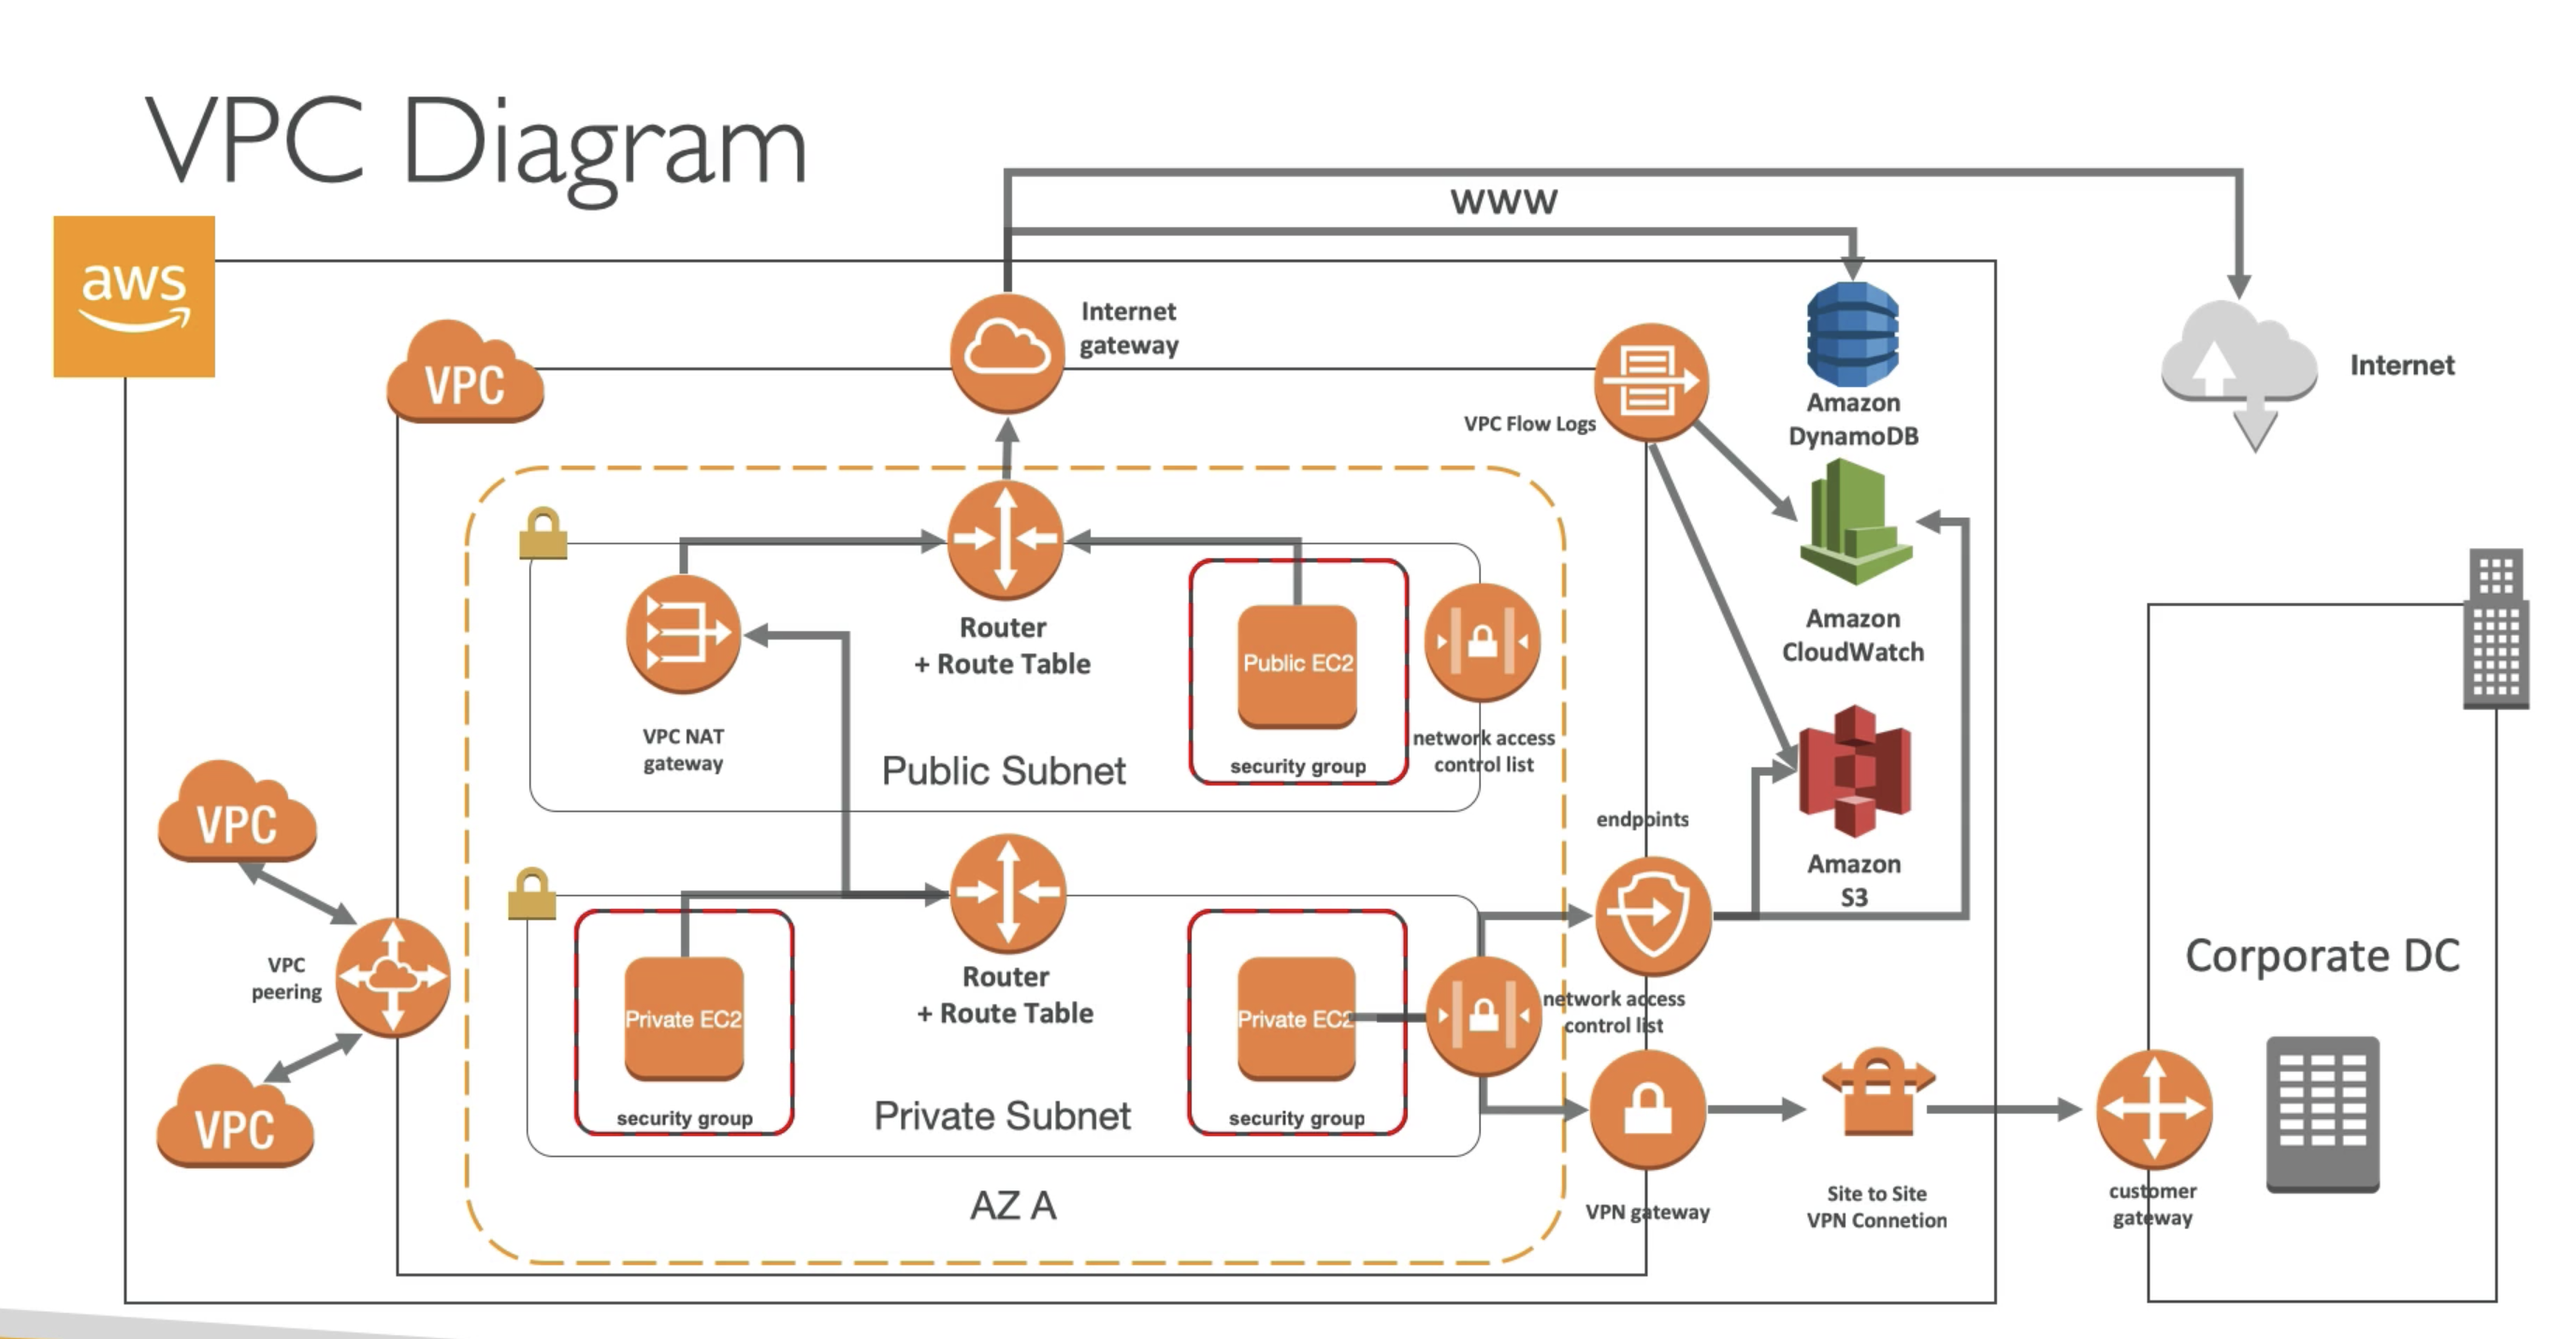 VPC Diagram
WWW
aws
Internet
gateway
VPC
VPC Flow Logs
Amazon
DynamoDB
Internet
Amazon
CloudWatch
Router
+ Route Table
Public EC2
security group
network access
control list
VPC NAT
gateway
Public Subnet
endpoints
Amazon
S3
VPC
VPC
peering
VPC
Router
+ Route Table
Private EC2
security group
Private Subnet
Private EC2
security group
network access
control list
AZ A
VPN gateway
Site to Site
VPN Connetion
customer
gateway
Corporate DC